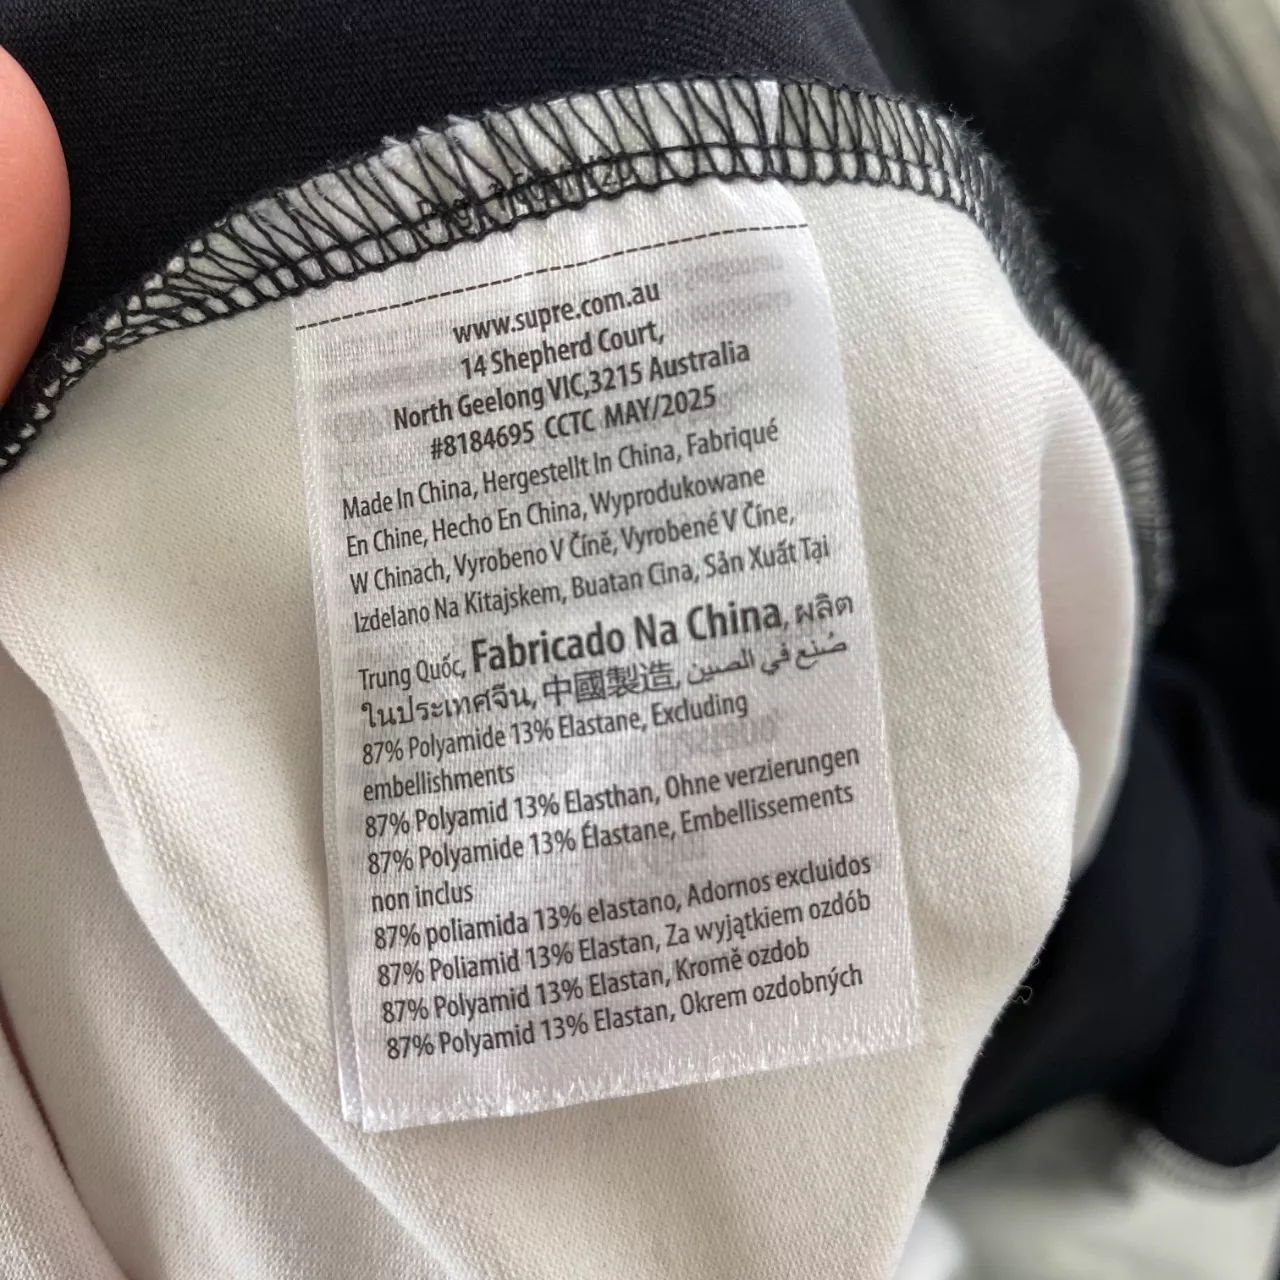 www.supre.com.au
14 Shepherd Court,
North Geelong VIC,3215 Australia
#8184695 CCTC MAY/2025
Made In China, Hergestellt In China, Fabriqué
En Chine, Hecho En China, Wyprodukowane
W Chinach, Vyrobeno V Číně, Vyrobené V Číne,
Izdelano Na Kitajskem, Buatan Cina, Sản Xuất Tại
Trung Quốc, Fabricado Na China, ผลิต
ในประเทศจีน, 中國製造, صُنع في الصين
87% Polyamide 13% Elastane, Excluding
embellishments
87% Polyamid 13% Elasthan, Ohne verzierungen
87% Polyamide 13% Élastane, Embellissements
non inclus
87% poliamida 13% elastano, Adornos excluidos
87% Poliamid 13% Elastan, Za wyjątkiem ozdób
87% Polyamid 13% Elastan, Kromě ozdob
87% Polyamid 13% Elastan, Okrem ozdobných